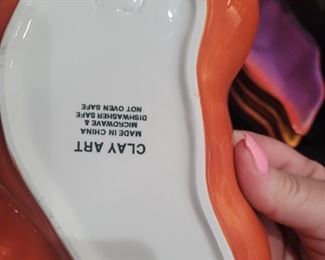 CLAY ART
MADE IN CHINA
MICROWAVE &
DISHWASHER SAFE
NOT OVEN SAFE